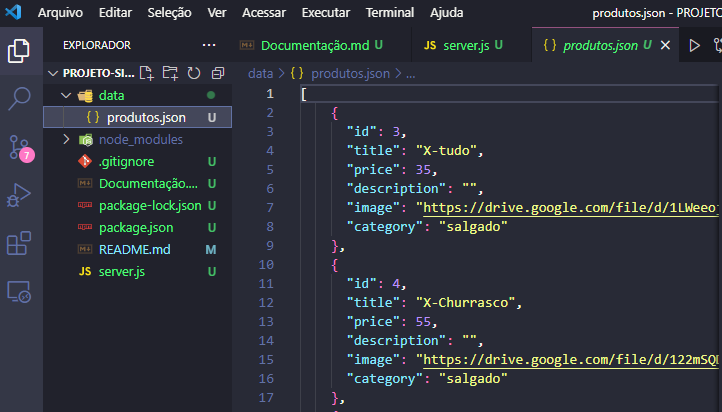 Arquivo Editar Seleção Ver Acessar Executar Terminal Ajuda produtos.json - PROJETO
EXPLORADOR ... Documentação.md U server.js U produtos.json U
PROJETO-SI...
data > produtos.json > ...
data
produtos.json U
node_modules
.gitignore U
Documentação.... U
package-lock.json U
package.json U
README.md M
server.js U
7
1 [
2 {
3 "id": 3,
4 "title": "X-tudo",
5 "price": 35,
6 "description": "",
7 "image": "https://drive.google.com/file/d/1LWeeo
8 "category": "salgado"
9 },
10 {
11 "id": 4,
12 "title": "X-Churrasco",
13 "price": 55,
14 "description": "",
15 "image": "https://drive.google.com/file/d/122mSQ
16 "category": "salgado"
17 },